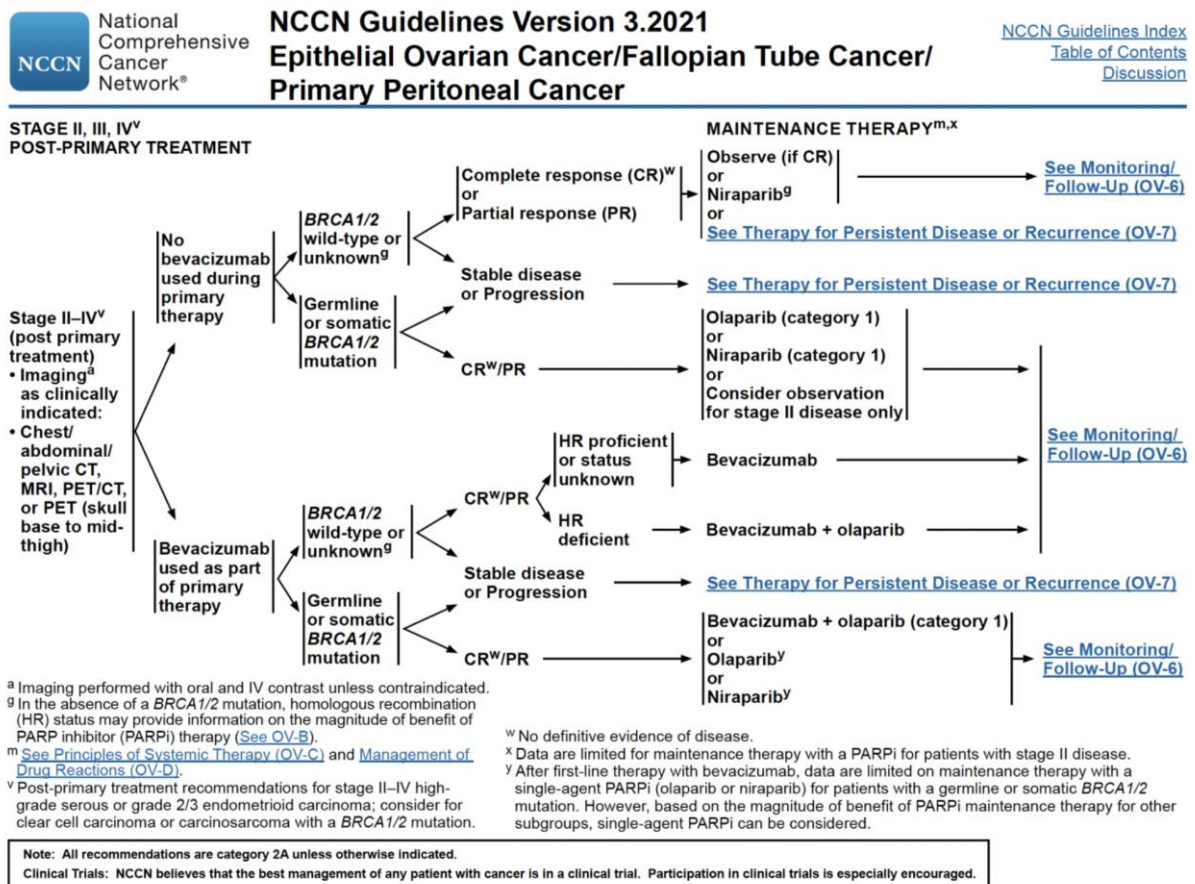 NCCN
National
Comprehensive
Cancer
Network®
NCCN Guidelines Version 3.2021
Epithelial Ovarian Cancer/Fallopian Tube Cancer/
Primary Peritoneal Cancer
NCCN Guidelines Index
Table of Contents
Discussion
STAGE II, III, IVv
POST-PRIMARY TREATMENT
MAINTENANCE THERAPYm,x
Stage II–IVv
(post primary
treatment)
• Imaginga
as clinically
indicated:
• Chest/
abdominal/
pelvic CT,
MRI, PET/CT,
or PET (skull
base to mid-
thigh)
No
bevacizumab
used during
primary
therapy
BRCA1/2
wild-type or
unknowng
Complete response (CR)w
or
Partial response (PR)
Observe (if CR)
or
Niraparibg
or
See Therapy for Persistent Disease or Recurrence (OV-7)
See Monitoring/
Follow-Up (OV-6)
Stable disease
or Progression
See Therapy for Persistent Disease or Recurrence (OV-7)
Germline
or somatic
BRCA1/2
mutation
CRw/PR
Olaparib (category 1)
or
Niraparib (category 1)
or
Consider observation
for stage II disease only
See Monitoring/
Follow-Up (OV-6)
Bevacizumab
used as part
of primary
therapy
BRCA1/2
wild-type or
unknowng
CRw/PR
HR proficient
or status
unknown
Bevacizumab
HR
deficient
Bevacizumab + olaparib
Stable disease
or Progression
See Therapy for Persistent Disease or Recurrence (OV-7)
Germline
or somatic
BRCA1/2
mutation
CRw/PR
Bevacizumab + olaparib (category 1)
or
Olapariby
or
Nirapariby
See Monitoring/
Follow-Up (OV-6)
a Imaging performed with oral and IV contrast unless contraindicated.
g In the absence of a BRCA1/2 mutation, homologous recombination
(HR) status may provide information on the magnitude of benefit of
PARP inhibitor (PARPi) therapy (See OV-B).
m See Principles of Systemic Therapy (OV-C) and Management of
Drug Reactions (OV-D).
v Post-primary treatment recommendations for stage II–IV high-
grade serous or grade 2/3 endometrioid carcinoma; consider for
clear cell carcinoma or carcinosarcoma with a BRCA1/2 mutation.
w No definitive evidence of disease.
x Data are limited for maintenance therapy with a PARPi for patients with stage II disease.
y After first-line therapy with bevacizumab, data are limited on maintenance therapy with a
single-agent PARPi (olaparib or niraparib) for patients with a germline or somatic BRCA1/2
mutation. However, based on the magnitude of benefit of PARPi maintenance therapy for other
subgroups, single-agent PARPi can be considered.
Note: All recommendations are category 2A unless otherwise indicated.
Clinical Trials: NCCN believes that the best management of any patient with cancer is in a clinical trial. Participation in clinical trials is especially encouraged.